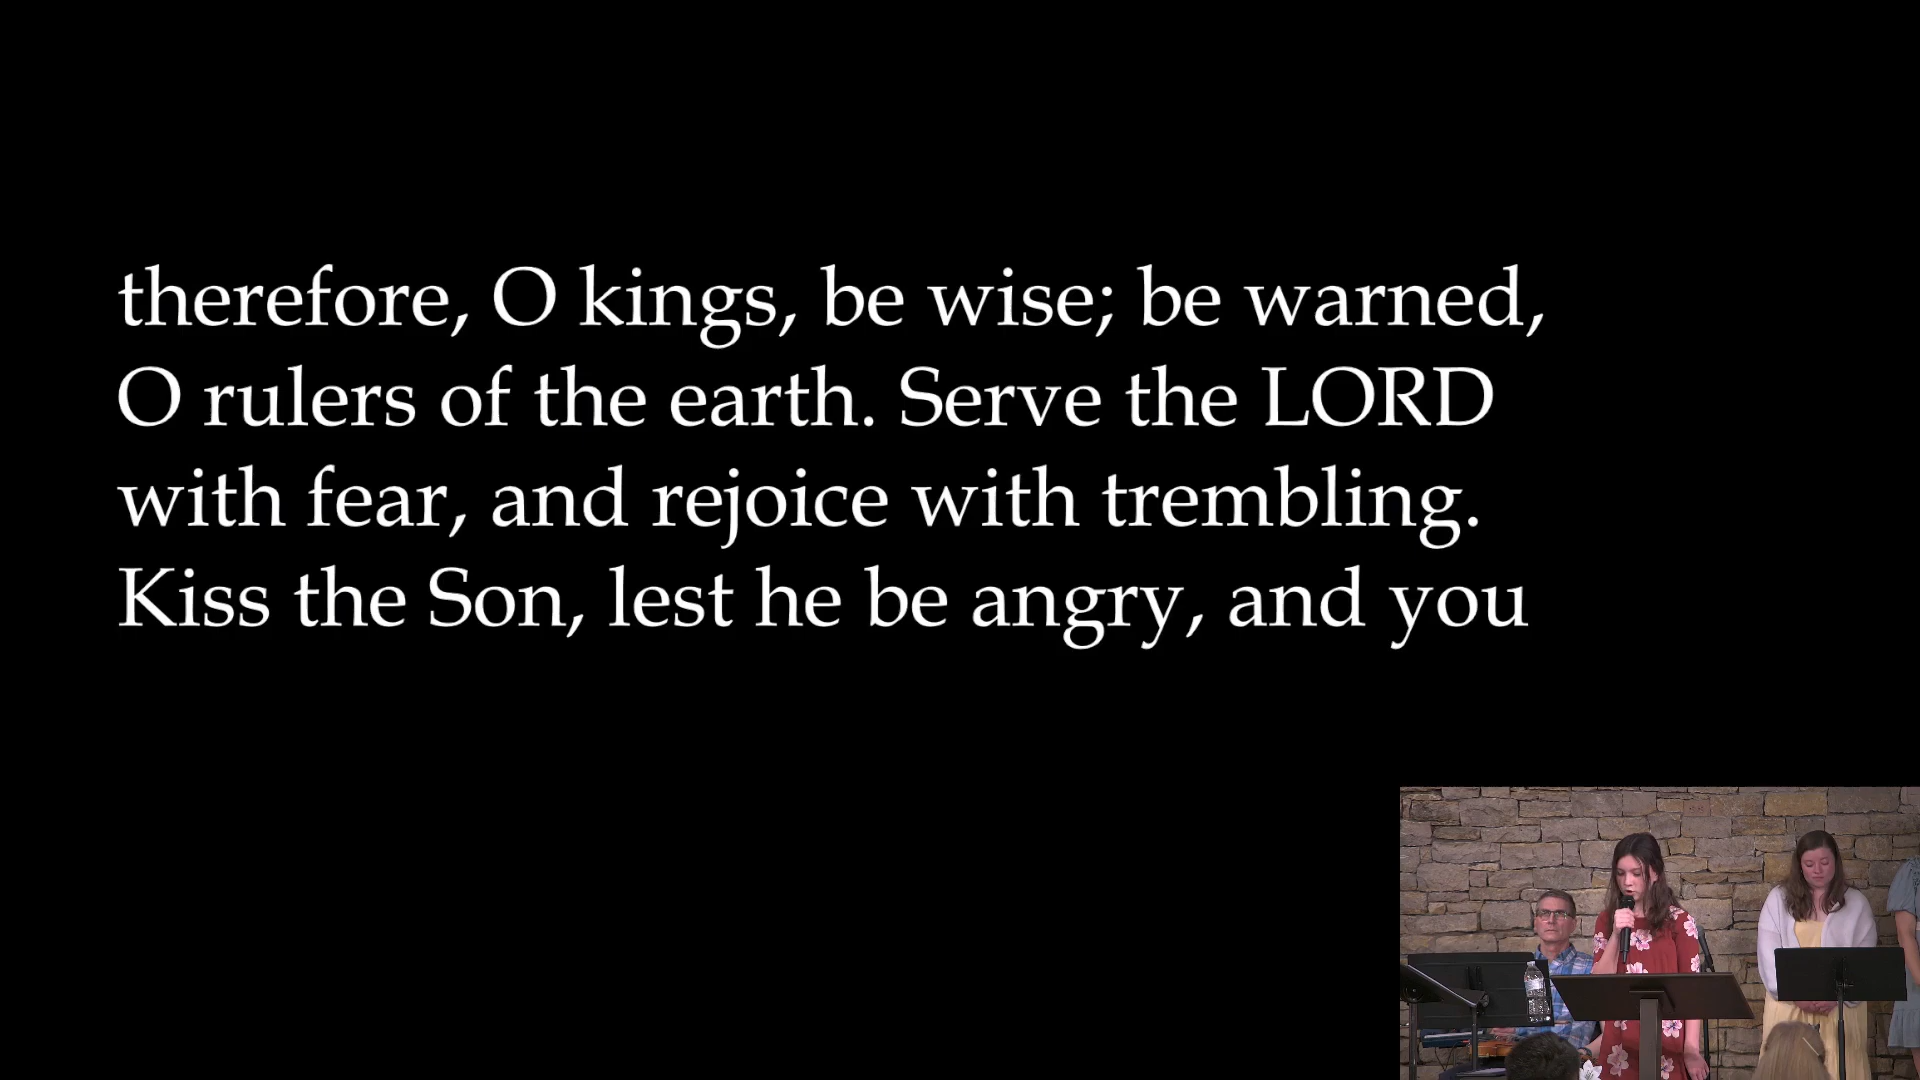 therefore, O kings, be wise; be warned,
O rulers of the earth. Serve the LORD
with fear, and rejoice with trembling.
Kiss the Son, lest he be angry, and you